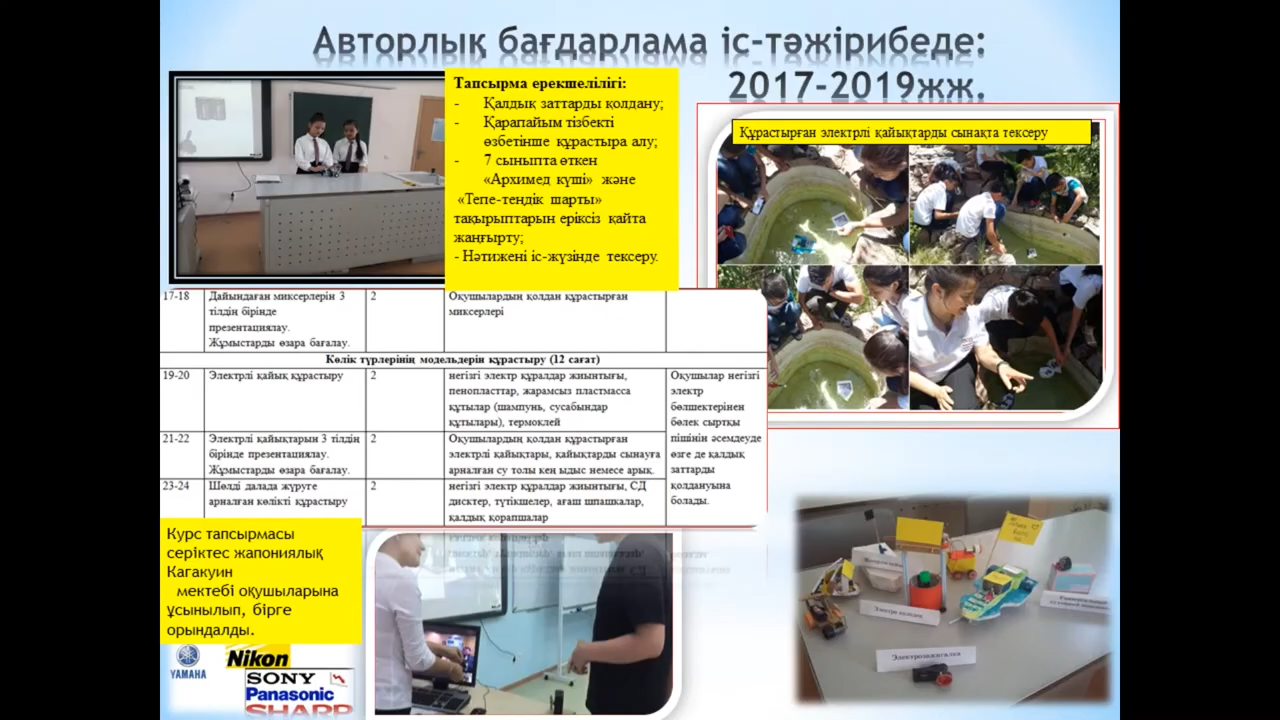 Авторлық бағдарлама іс-тәжірибеде:
2017-2019жж.
Тапсырма ерекшелілігі:
- Қалдық заттарды қолдану;
- Қарапайым тізбекті
өзбетінше құрастыра алу;
- 7 сыныпта өткен
«Архимед күші» және
«Тепе-теңдік шарты»
тақырыптарын еріксіз қайта
жаңғырту;
- Нәтижені іс-жүзінде тексеру.
Құрастырған электрлі қайықтарды сынақта тексеру
17-18 Дайындаған миксерлерін 3 2 Оқушылардың қолдан құрастырған
тілдің бірінде миксерлері
презентациялау.
Жұмыстарды өзара бағалау.
Көлік түрлерінің модельдерін құрастыру (12 сағат)
19-20 Электрлі қайық құрастыру 2 негізгі электр құралдар жиынтығы, Оқушылар негізгі
пенопласттар, жарамсыз пластмасса электр
құтылар (шампунь, сусабындар бөлшектерінен
құтылары), термоклей бөлек сыртқы
21-22 Электрлі қайықтарын 3 тілдің 2 Оқушылардың қолдан құрастырған пішінін әсемдеуде
бірінде презентациялау. электрлі қайықтары, қайықтарды сынауға өзге де қалдық
Жұмыстарды өзара бағалау. арналған су толы кең ыдыс немесе арық. заттарды
23-24 Шөлді далада жүруге 2 негізгі электр құралдар жиынтығы, СД қолдануына
арналған көлікті құрастыру дисктер, түтікшелер, ағаш шпашкалар, болады.
қалдық қорапшалар
Курс тапсырмасы
серіктес жапониялық
Кагакуин
мектебі оқушыларына
ұсынылып, бірге
орындалды.
YAMAHA
Nikon
SONY
Panasonic
SHARP
Электро колодец
Электрозажигалка